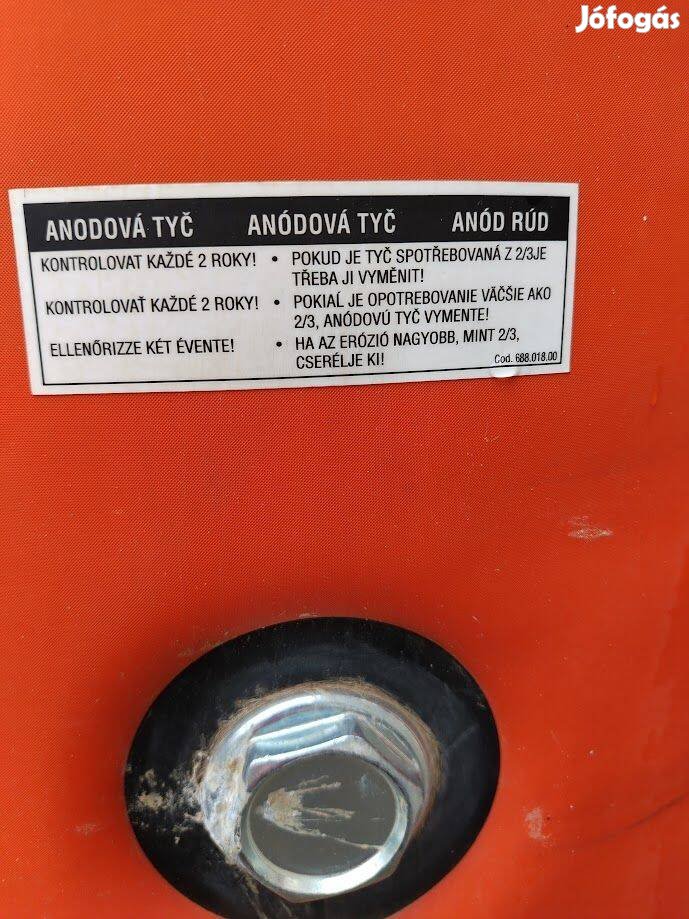 Jófogás
ANODOVÁ TYČ ANÓDOVÁ TYČ ANÓD RÚD
KONTROLOVAT KAŽDÉ 2 ROKY! • POKUD JE TYČ SPOTŘEBOVANÁ Z 2/3JE
TŘEBA JI VYMĚNIT!
KONTROLOVAŤ KAŽDÉ 2 ROKY! • POKIAĹ JE OPOTREBOVANIE VÄČŠIE AKO
2/3, ANÓDOVÚ TYČ VYMENTE!
ELLENŐRIZZE KÉT ÉVENTE! • HA AZ ERÓZIÓ NAGYOBB, MINT 2/3,
CSERÉLJE KI!
Cod. 688.018.00